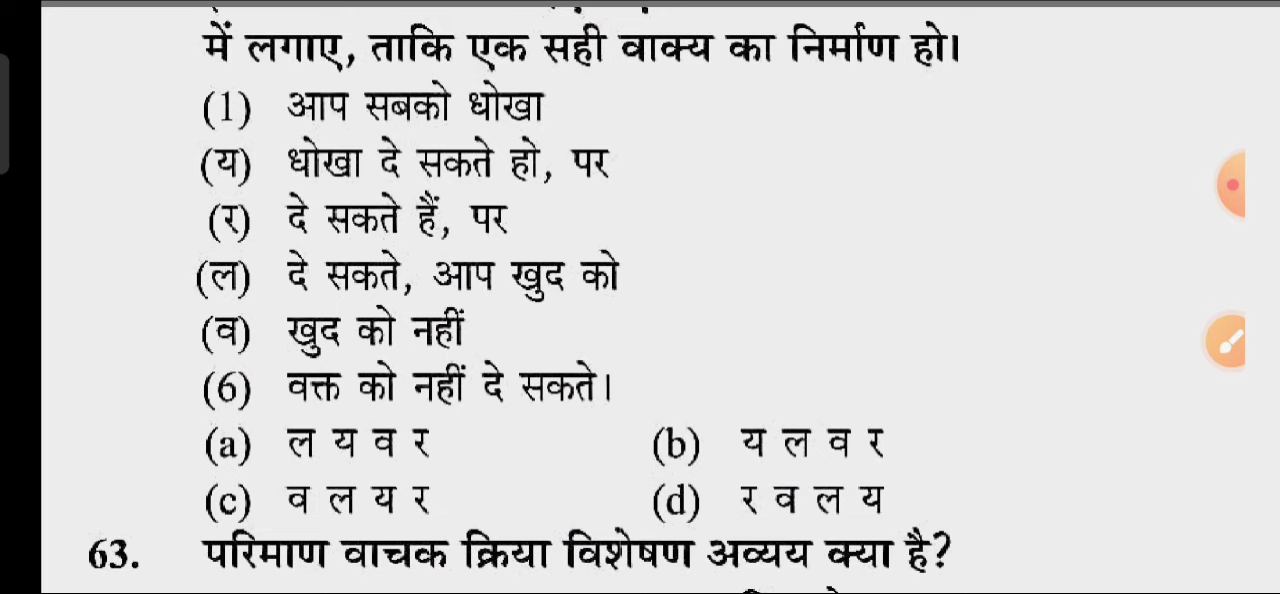 में लगाए, ताकि एक सही वाक्य का निर्माण हो।
(1) आप सबको धोखा
(य) धोखा दे सकते हो, पर
(र) दे सकते हैं, पर
(ल) दे सकते, आप खुद को
(व) खुद को नहीं
(6) वक्त को नहीं दे सकते।
(a) ल य व र (b) य ल व र
(c) व ल य र (d) र व ल य
63. परिमाण वाचक क्रिया विशेषण अव्यय क्या है?